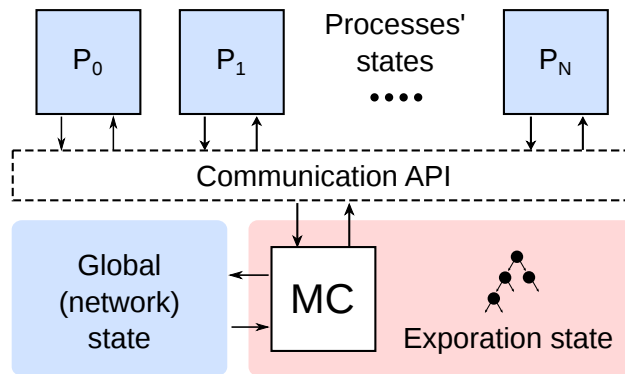 P0
P1
Processes'
states
PN
Communication API
Global
(network)
state
MC
Exporation state